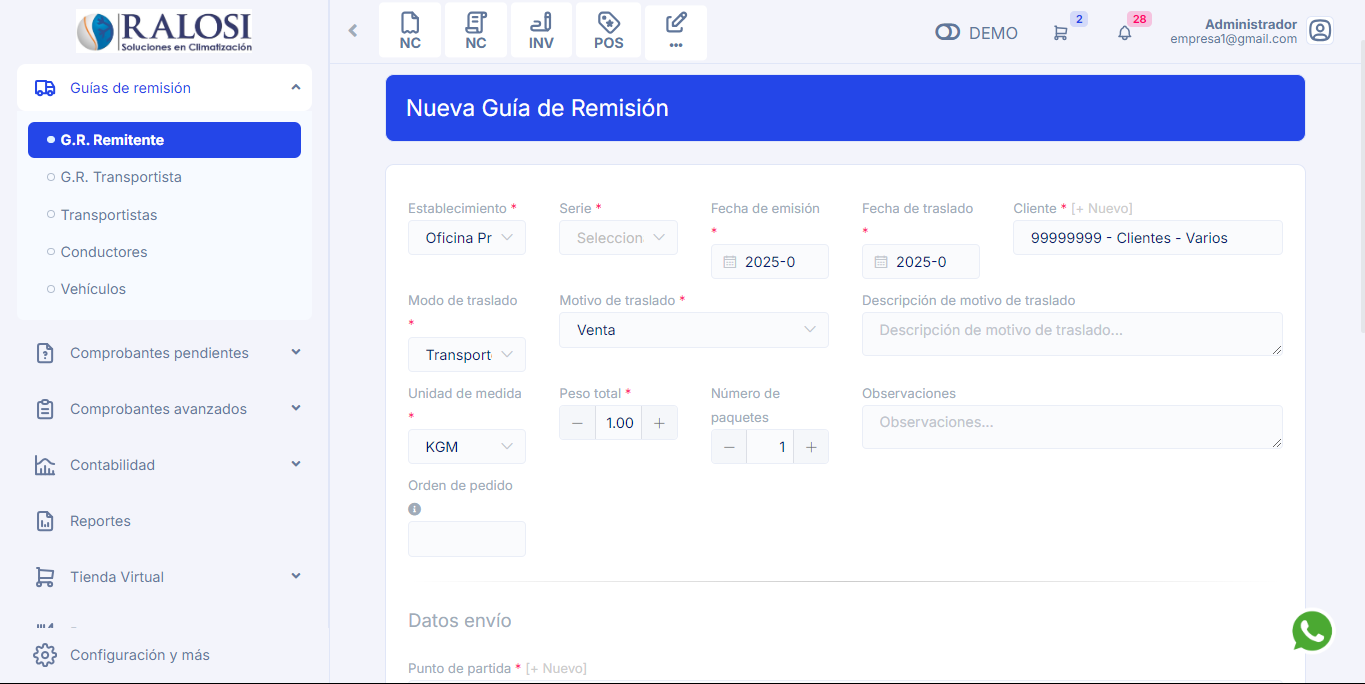 RALOSI
Soluciones en Climatización
Guías de remisión
G.R. Remitente
G.R. Transportista
Transportistas
Conductores
Vehículos
Comprobantes pendientes
Comprobantes avanzados
Contabilidad
Reportes
Tienda Virtual
Configuración y más
NC
NC
INV
POS
...
DEMO
2
28
Administrador
empresa1@gmail.com
Nueva Guía de Remisión
Establecimiento *
Oficina Pr
Serie *
Seleccion
Fecha de emisión
*
2025-0
Fecha de traslado
*
2025-0
Cliente * [+ Nuevo]
99999999 - Clientes - Varios
Modo de traslado
*
Transport
Motivo de traslado *
Venta
Descripción de motivo de traslado
Descripción de motivo de traslado...
Unidad de medida
*
KGM
Peso total *
1.00
Número de
paquetes
1
Observaciones
Observaciones...
Orden de pedido
Datos envío
Punto de partida * [+ Nuevo]